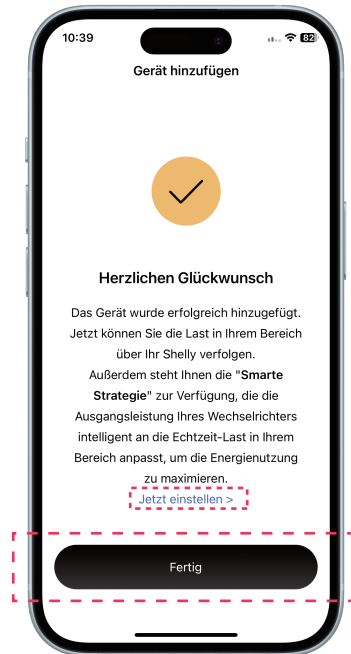 10:39
82
Gerät hinzufügen
Herzlichen Glückwunsch
Das Gerät wurde erfolgreich hinzugefügt.
Jetzt können Sie die Last in Ihrem Bereich
über Ihr Shelly verfolgen.
Außerdem steht Ihnen die "Smarte
Strategie" zur Verfügung, die die
Ausgangsleistung Ihres Wechselrichters
intelligent an die Echtzeit-Last in Ihrem
Bereich anpasst, um die Energienutzung
zu maximieren.
Jetzt einstellen >
Fertig